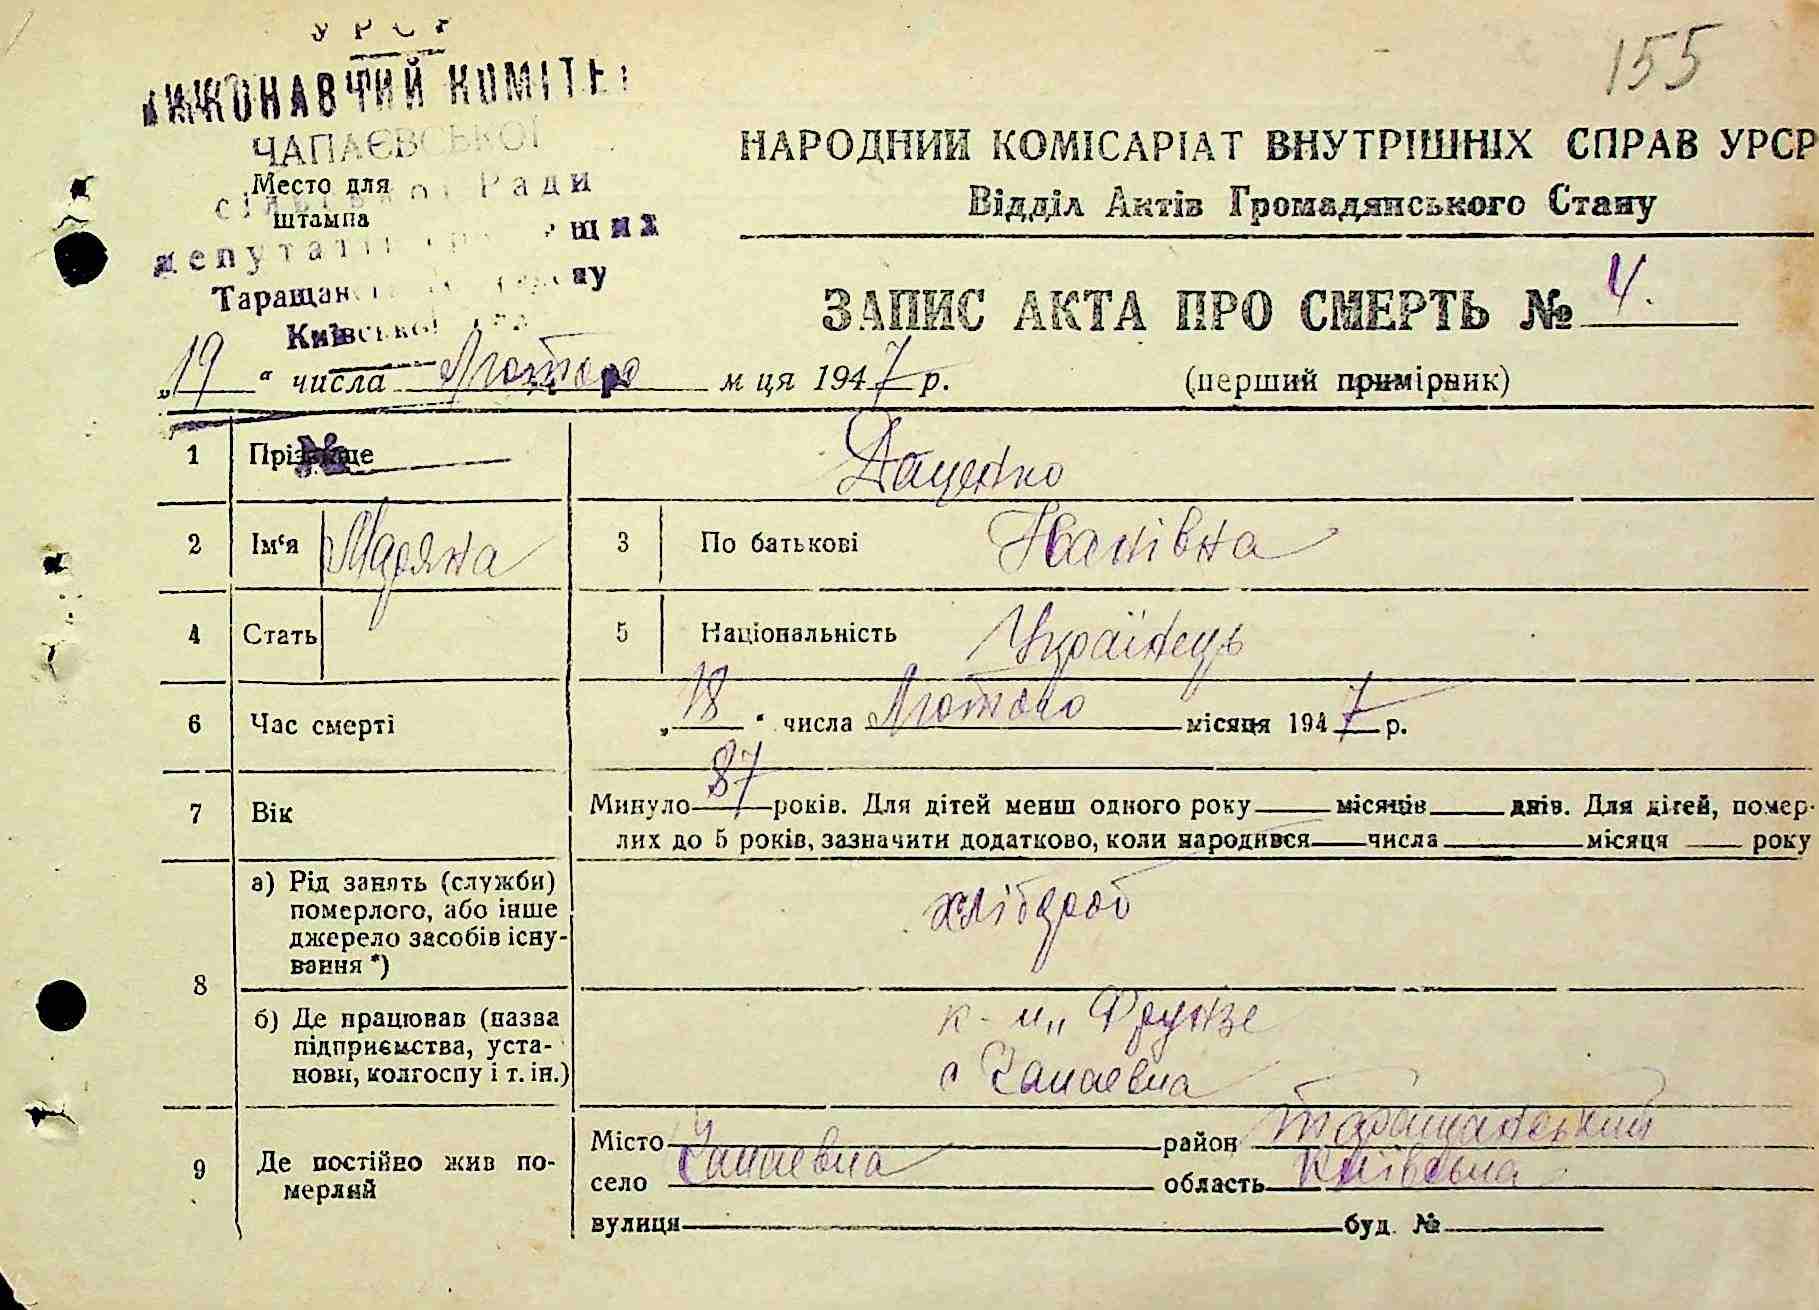 УРСР
ВИКОНАВЧИЙ КОМІТЕТ
ЧАПАЄВСЬКОЇ
сільської Ради
депутатів трудящих
Таращанського району
Київської
Место для
штампа
155
НАРОДНИЙ КОМІСАРІАТ ВНУТРІШНІХ СПРАВ УРСР
Відділ Актів Громадянського Стану
ЗАПИС АКТА ПРО СМЕРТЬ № 4.
„19“ числа Лютого м ця 1947 р.
(перший примірник)
№
1 Прізвище Даценко
2 Ім‘я Мар'яна 3 По батькові Іванівна
4 Стать 5 Національність Українець
6 Час смерті „18“ числа Лютого місяця 1947 р.
7 Вік Минуло 87 років. Для дітей менш одного року місяців днів. Для дітей, помер-
лих до 5 років, зазначити додатково, коли народився числа місяця року
8 а) Рід занять (служби)
померлого, або інше
джерело засобів існу-
вання *)
хлібороб
б) Де працював (назва
підприємства, уста-
нови, колгоспу і т. ін.)
к-п „ Фрунзе
с Чапаевка
9 Де постійно жив по-
мерлий
Місто район Таращанський
село Чапаевка область Київська
вулиця буд. №